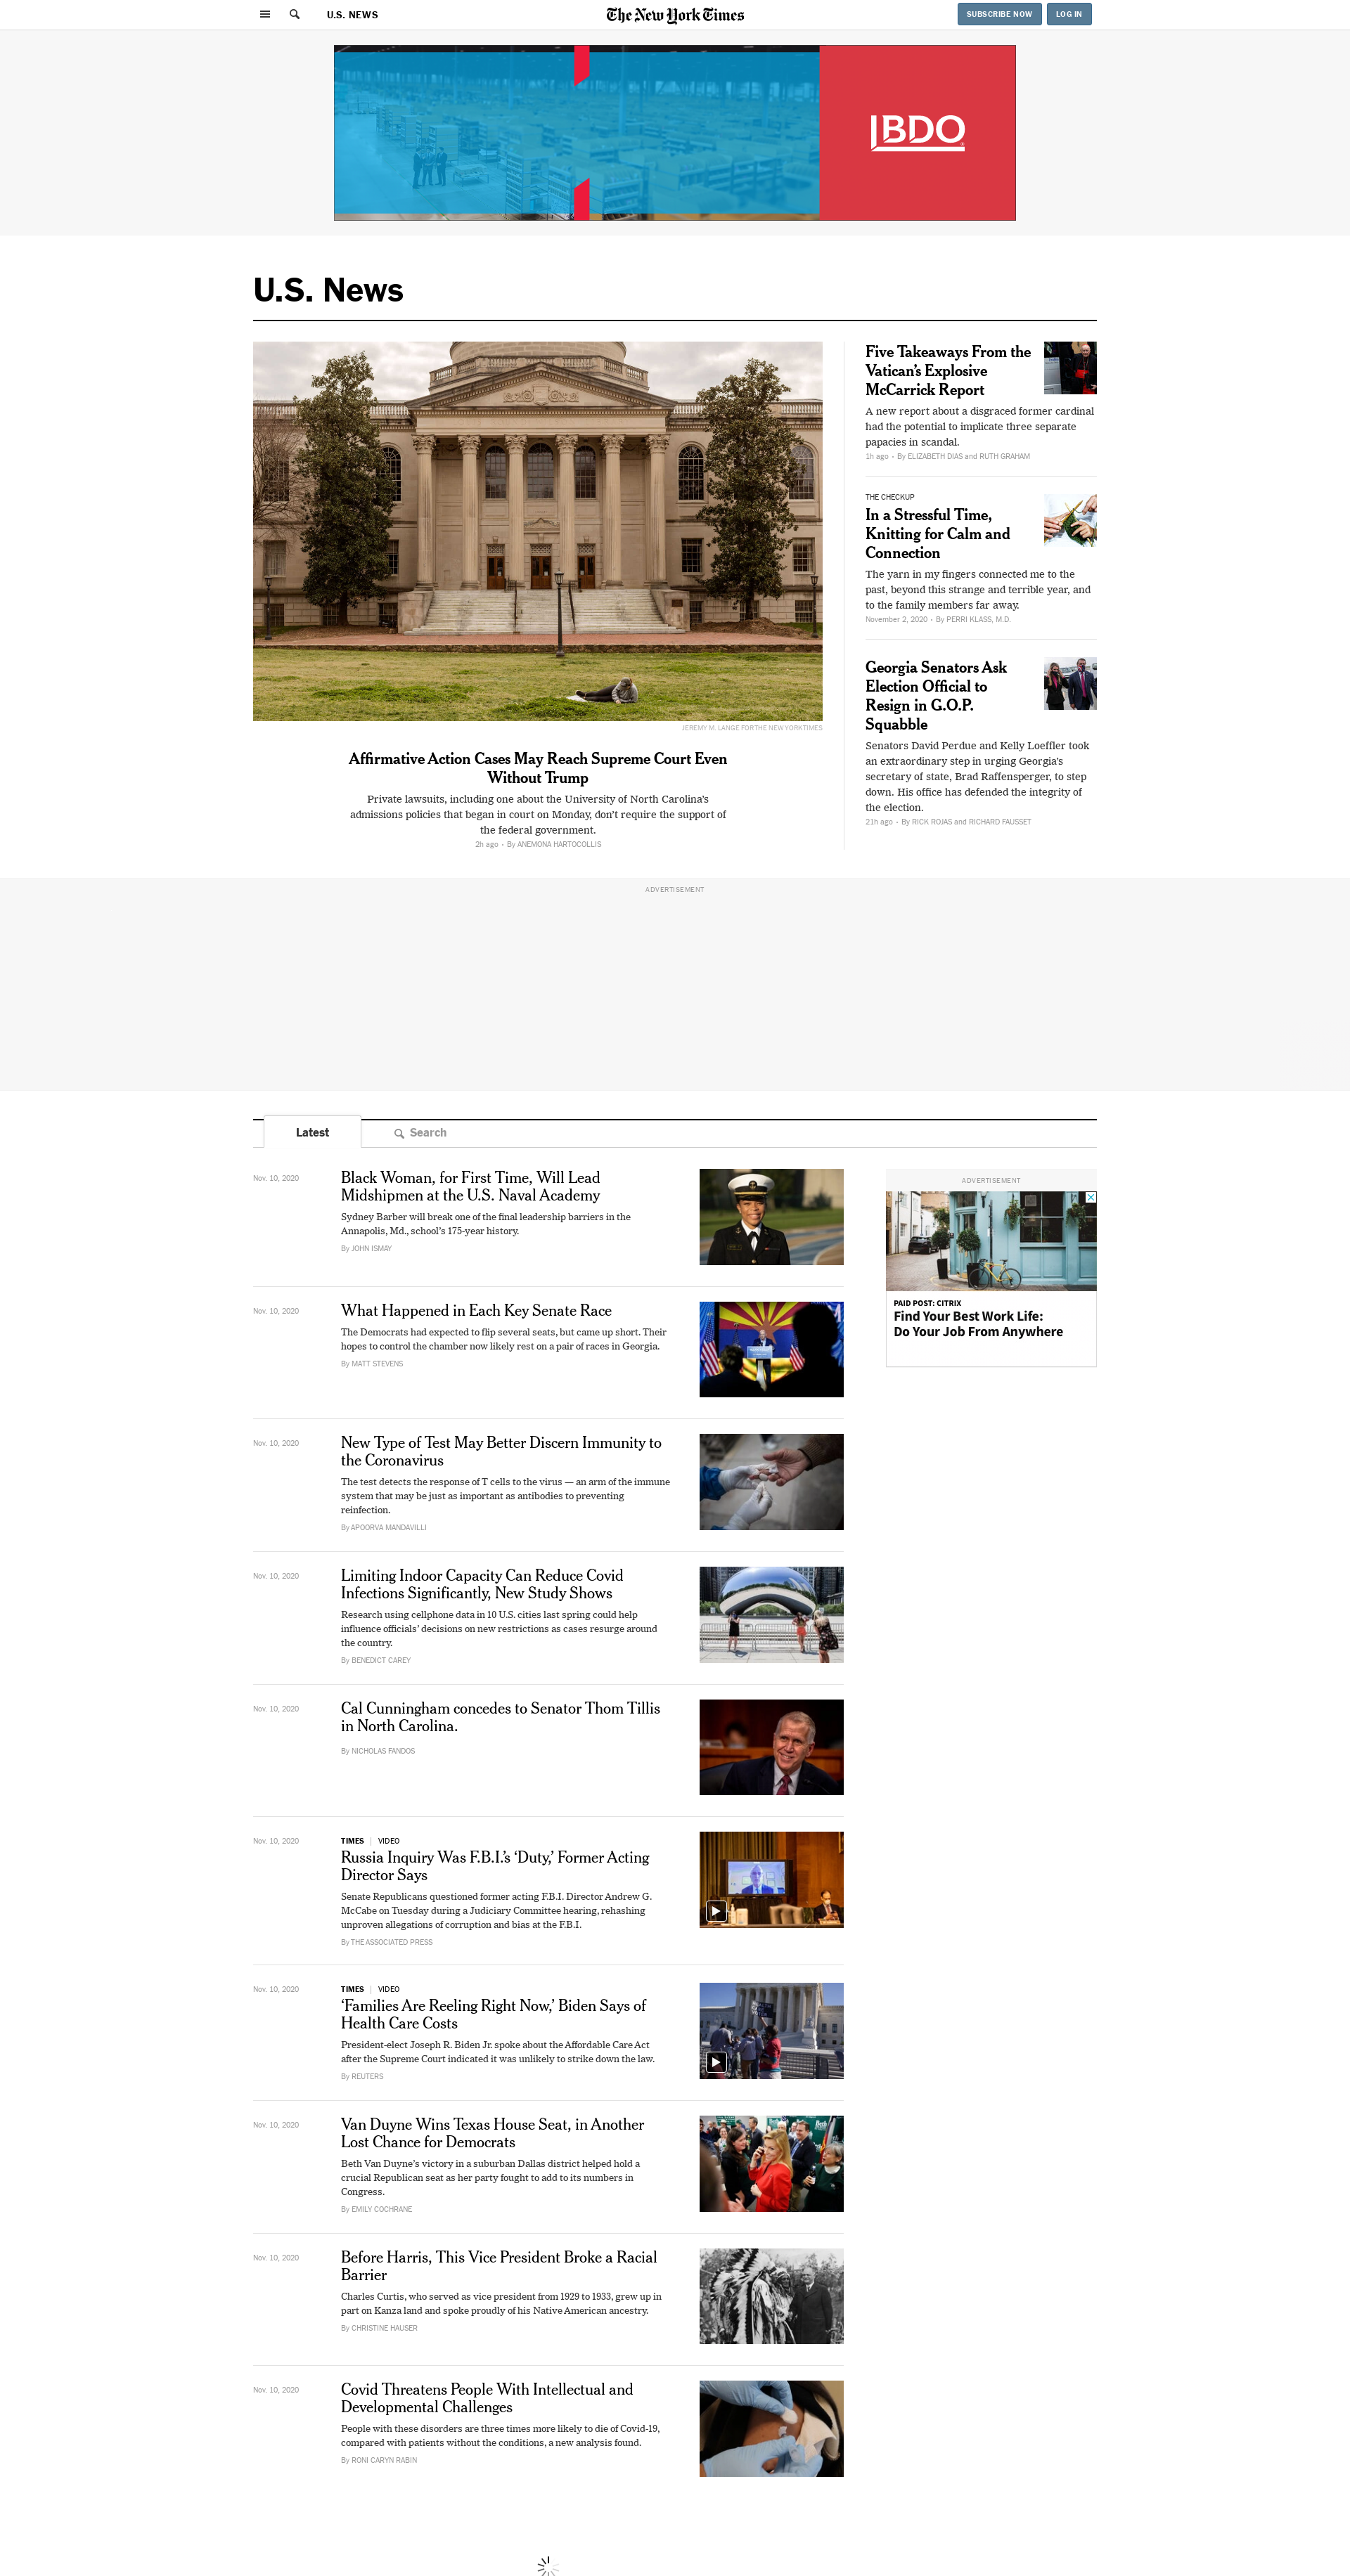 U.S. NEWS
The New York Times
SUBSCRIBE NOW
LOG IN
BDO
U.S. News
JEREMY M. LANGE FOR THE NEW YORK TIMES
Affirmative Action Cases May Reach Supreme Court Even
Without Trump
Private lawsuits, including one about the University of North Carolina’s
admissions policies that began in court on Monday, don’t require the support of
the federal government.
2h ago • By ANEMONA HARTOCOLLIS
Five Takeaways From the
Vatican’s Explosive
McCarrick Report
A new report about a disgraced former cardinal
had the potential to implicate three separate
papacies in scandal.
1h ago • By ELIZABETH DIAS and RUTH GRAHAM
THE CHECKUP
In a Stressful Time,
Knitting for Calm and
Connection
The yarn in my fingers connected me to the
past, beyond this strange and terrible year, and
to the family members far away.
November 2, 2020 • By PERRI KLASS, M.D.
Georgia Senators Ask
Election Official to
Resign in G.O.P.
Squabble
Senators David Perdue and Kelly Loeffler took
an extraordinary step in urging Georgia’s
secretary of state, Brad Raffensperger, to step
down. His office has defended the integrity of
the election.
21h ago • By RICK ROJAS and RICHARD FAUSSET
ADVERTISEMENT
Latest
Search
Nov. 10, 2020
Black Woman, for First Time, Will Lead
Midshipmen at the U.S. Naval Academy
Sydney Barber will break one of the final leadership barriers in the
Annapolis, Md., school’s 175-year history.
By JOHN ISMAY
ADVERTISEMENT
PAID POST: CITRIX
Find Your Best Work Life:
Do Your Job From Anywhere
Nov. 10, 2020
What Happened in Each Key Senate Race
The Democrats had expected to flip several seats, but came up short. Their
hopes to control the chamber now likely rest on a pair of races in Georgia.
By MATT STEVENS
Nov. 10, 2020
New Type of Test May Better Discern Immunity to
the Coronavirus
The test detects the response of T cells to the virus — an arm of the immune
system that may be just as important as antibodies to preventing
reinfection.
By APOORVA MANDAVILLI
Nov. 10, 2020
Limiting Indoor Capacity Can Reduce Covid
Infections Significantly, New Study Shows
Research using cellphone data in 10 U.S. cities last spring could help
influence officials’ decisions on new restrictions as cases resurge around
the country.
By BENEDICT CAREY
Nov. 10, 2020
Cal Cunningham concedes to Senator Thom Tillis
in North Carolina.
By NICHOLAS FANDOS
Nov. 10, 2020
TIMES | VIDEO
Russia Inquiry Was F.B.I.’s ‘Duty,’ Former Acting
Director Says
Senate Republicans questioned former acting F.B.I. Director Andrew G.
McCabe on Tuesday during a Judiciary Committee hearing, rehashing
unproven allegations of corruption and bias at the F.B.I.
By THE ASSOCIATED PRESS
Nov. 10, 2020
TIMES | VIDEO
‘Families Are Reeling Right Now,’ Biden Says of
Health Care Costs
President-elect Joseph R. Biden Jr. spoke about the Affordable Care Act
after the Supreme Court indicated it was unlikely to strike down the law.
By REUTERS
Nov. 10, 2020
Van Duyne Wins Texas House Seat, in Another
Lost Chance for Democrats
Beth Van Duyne’s victory in a suburban Dallas district helped hold a
crucial Republican seat as her party fought to add to its numbers in
Congress.
By EMILY COCHRANE
Nov. 10, 2020
Before Harris, This Vice President Broke a Racial
Barrier
Charles Curtis, who served as vice president from 1929 to 1933, grew up in
part on Kanza land and spoke proudly of his Native American ancestry.
By CHRISTINE HAUSER
Nov. 10, 2020
Covid Threatens People With Intellectual and
Developmental Challenges
People with these disorders are three times more likely to die of Covid-19,
compared with patients without the conditions, a new analysis found.
By RONI CARYN RABIN